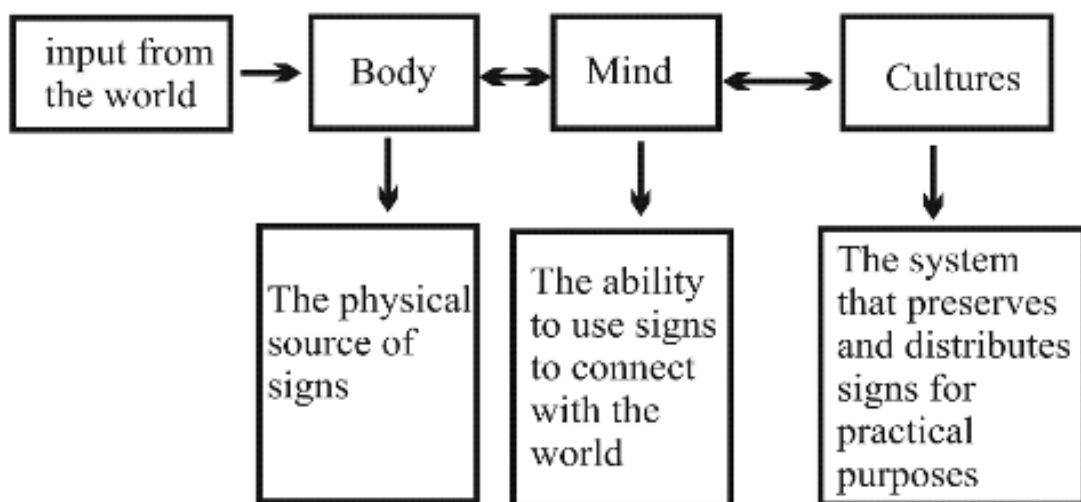 input from
the world
Body
Mind
Cultures
The physical
source of
signs
The ability
to use signs
to connect
with the
world
The system
that preserves
and distributes
signs for
practical
purposes